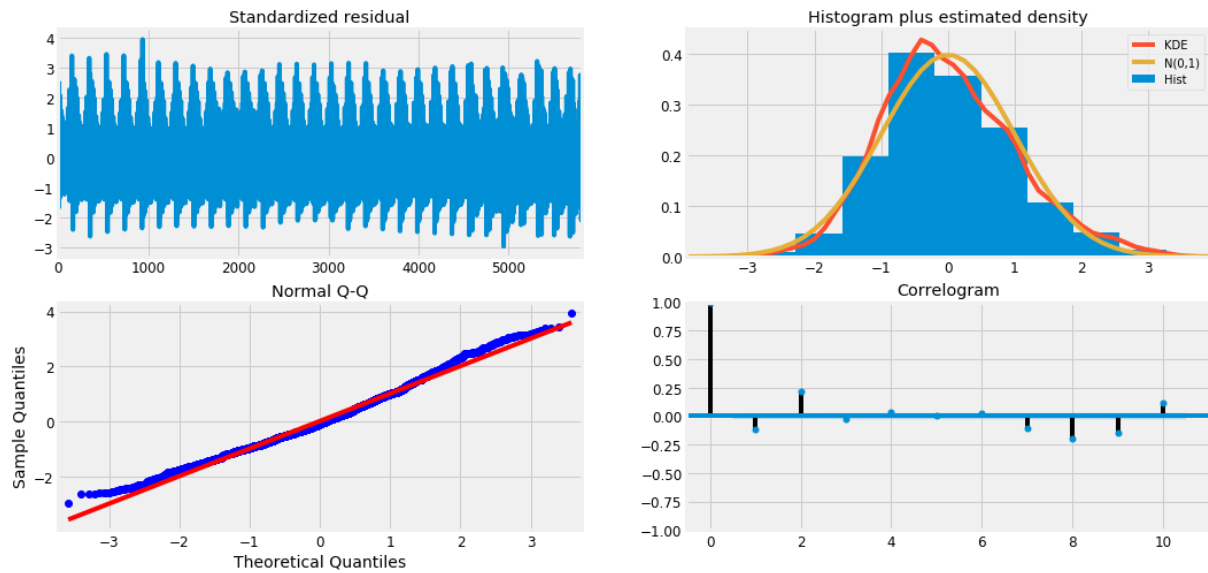 Standardized residual
4
3
2
1
0
−1
−2
−3
0 1000 2000 3000 4000 5000
Histogram plus estimated density
KDE
N(0,1)
Hist
0.4
0.3
0.2
0.1
0.0
−3 −2 −1 0 1 2 3
Normal Q-Q
Sample Quantiles
4
2
0
−2
−3 −2 −1 0 1 2 3
Theoretical Quantiles
Correlogram
1.00
0.75
0.50
0.25
0.00
−0.25
−0.50
−0.75
−1.00
0 2 4 6 8 10